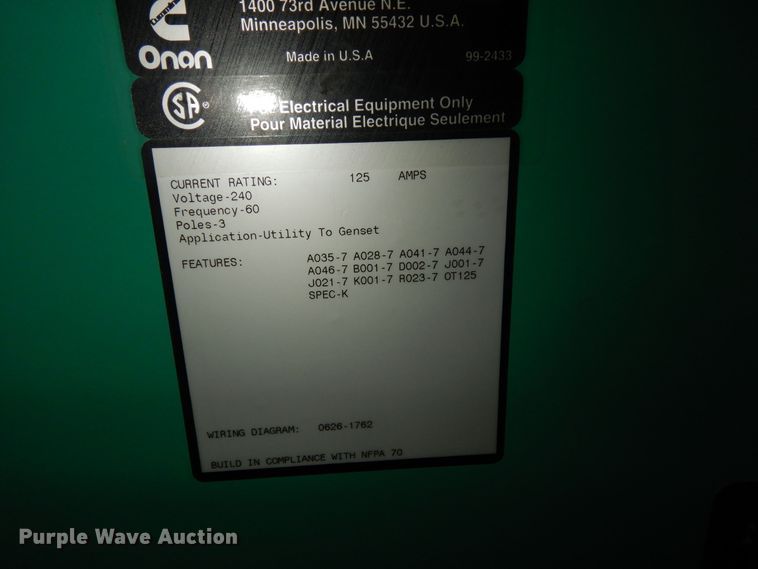 1400 73rd Avenue N.E.
Minneapolis, MN 55432 U.S.A.
Onan
Made in U.S.A
99-2433
SA ®
For Electrical Equipment Only
Pour Material Electrique Seulement
CURRENT RATING: 125 AMPS
Voltage-240
Frequency-60
Poles-3
Application-Utility To Genset
FEATURES: A035-7 A028-7 A041-7 A044-7
A046-7 B001-7 D002-7 J001-7
J021-7 K001-7 R023-7 OT125
SPEC-K
WIRING DIAGRAM: 0626-1762
BUILD IN COMPLIANCE WITH NFPA 70
Purple Wave Auction